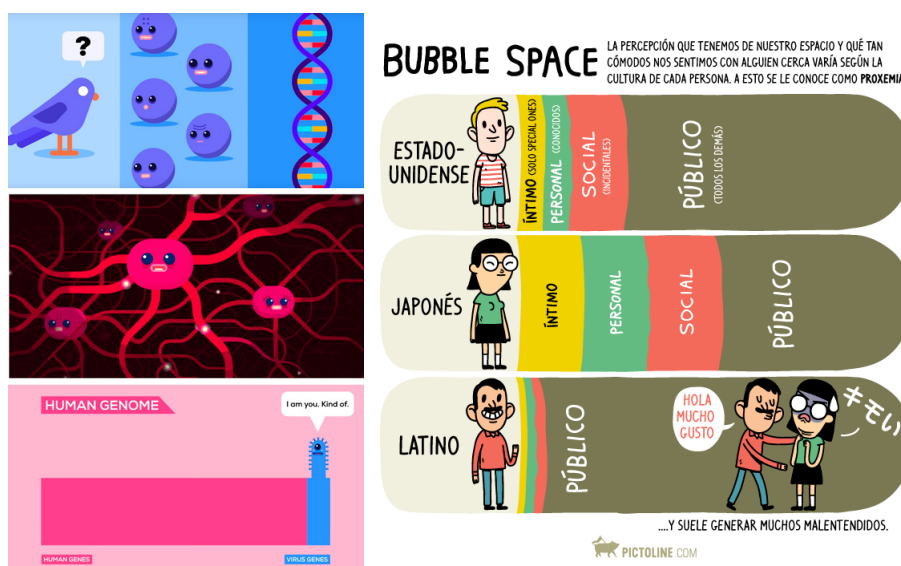 ?
HUMAN GENOME
I am you. Kind of.
HUMAN GENES
VIRUS GENES
BUBBLE SPACE
LA PERCEPCIÓN QUE TENEMOS DE NUESTRO ESPACIO Y QUÉ TAN
CÓMODOS NOS SENTIMOS CON ALGUIEN CERCA VARÍA SEGÚN LA
CULTURA DE CADA PERSONA. A ESTO SE LE CONOCE COMO PROXEMIA
ESTADO-
UNIDENSE
ÍNTIMO (SOLO SPECIAL ONES)
PERSONAL (CONOCIDOS)
SOCIAL
(INCIDENTALES)
PÚBLICO
(TODOS LOS DEMÁS)
JAPONÉS
ÍNTIMO
PERSONAL
SOCIAL
PÚBLICO
LATINO
PÚBLICO
HOLA
MUCHO
GUSTO
キモい
....Y SUELE GENERAR MUCHOS MALENTENDIDOS.
PICTOLINE.COM